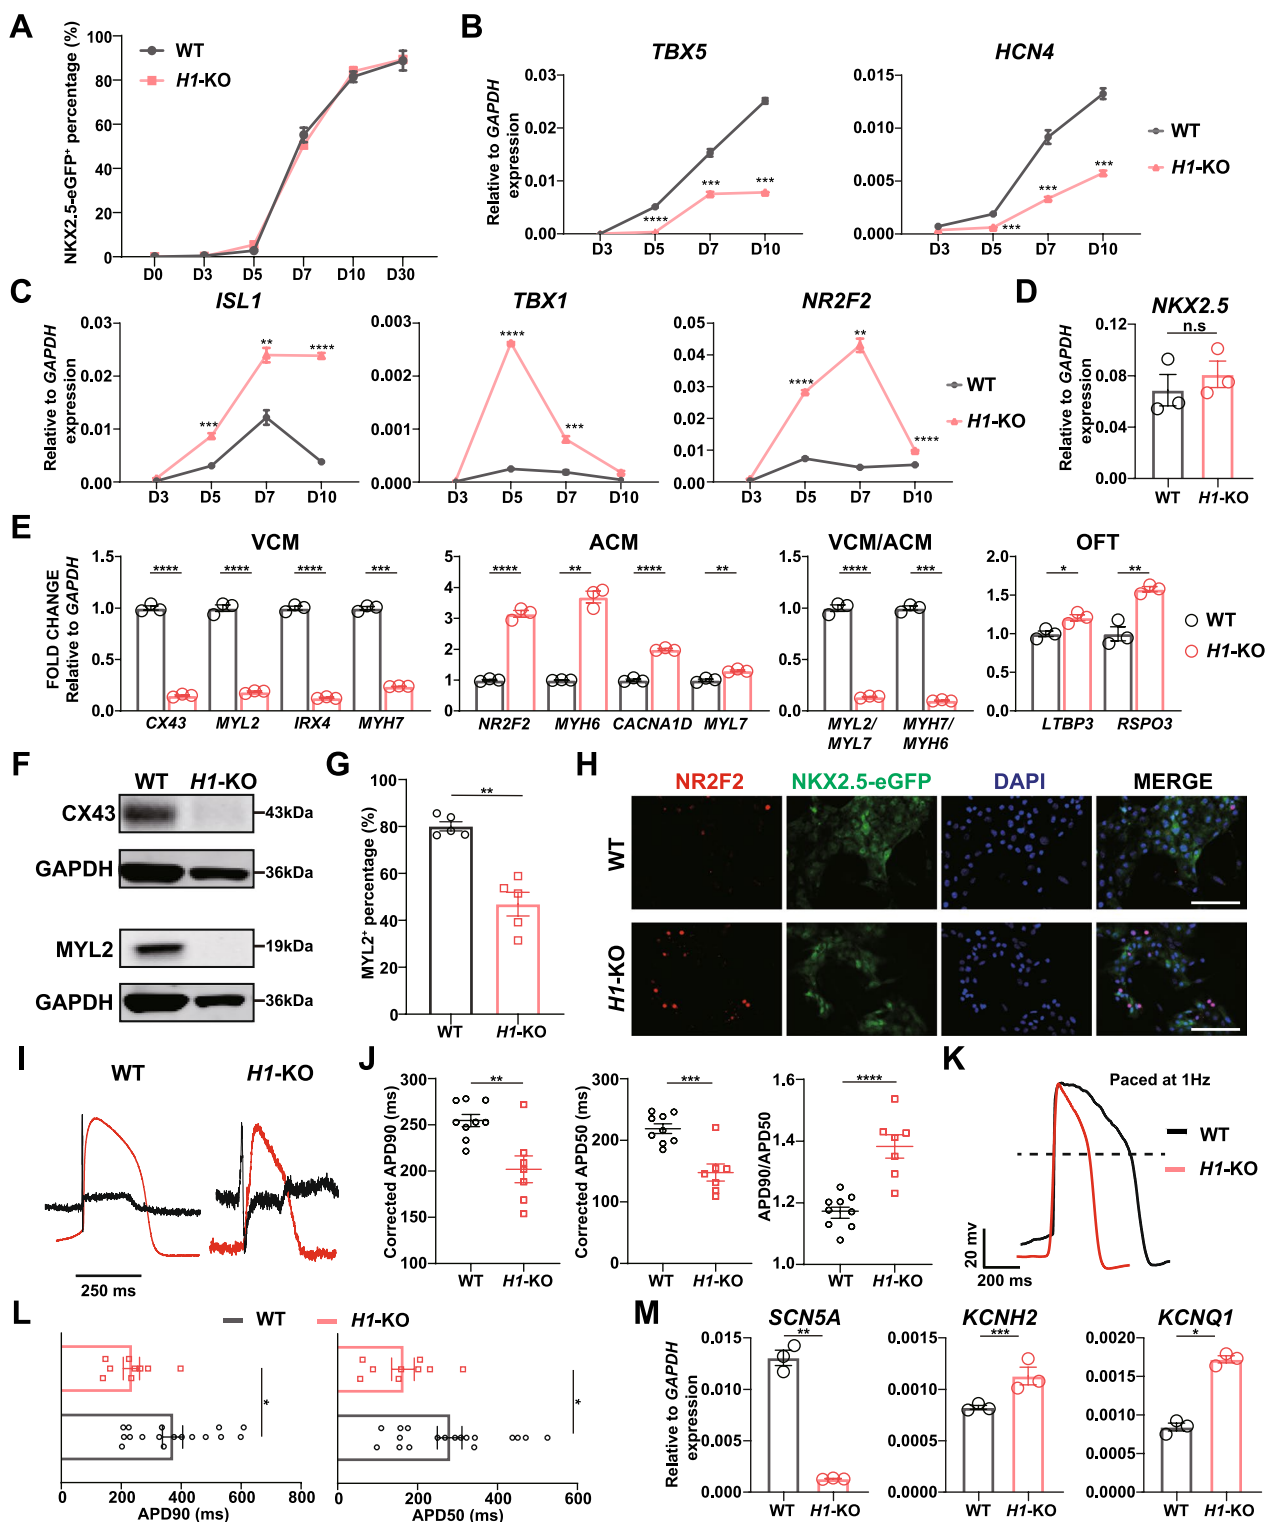 A
NKX2.5-eGFP⁺ percentage (%)
100
80
60
40
20
0
D0 D3 D5 D7 D10 D30
WT
H1-KO
B
Relative to GAPDH
expression
TBX5
0.03
0.02
0.01
0.00
**** *** ***
D3 D5 D7 D10
HCN4
0.015
0.010
0.005
0.000
*** *** ***
D3 D5 D7 D10
WT
H1-KO
C
Relative to GAPDH
expression
ISL1
0.03
0.02
0.01
0.00
*** ** ****
D3 D5 D7 D10
TBX1
0.003
0.002
0.001
0.000
**** ***
D3 D5 D7 D10
NR2F2
0.05
0.04
0.03
0.02
0.01
0.00
**** ** ****
D3 D5 D7 D10
WT
H1-KO
D
NKX2.5
n.s
Relative to GAPDH
expression
0.12
0.08
0.04
0.00
WT H1-KO
E
FOLD CHANGE
Relative to GAPDH
VCM
1.5
1.0
0.5
0.0
**** **** **** ***
CX43 MYL2 IRX4 MYH7
ACM
5
4
3
2
1
0
**** ** **** **
NR2F2 MYH6 CACNA1D MYL7
VCM/ACM
1.5
1.0
0.5
0.0
**** ***
MYL2/ MYH7/
MYL7 MYH6
OFT
2.0
1.5
1.0
0.5
0.0
* **
LTBP3 RSPO3
WT
H1-KO
F
WT H1-KO
CX43 43kDa
GAPDH 36kDa
MYL2 19kDa
GAPDH 36kDa
G
MYL2⁺ percentage (%)
100
80
60
40
20
0
**
WT H1-KO
H
NR2F2 NKX2.5-eGFP DAPI MERGE
WT
H1-KO
I
WT H1-KO
250 ms
J
Corrected APD90 (ms)
300
250
200
150
100
**
WT H1-KO
Corrected APD50 (ms)
300
200
100
0
***
WT H1-KO
APD90/APD50
1.6
1.4
1.2
1.0
****
WT H1-KO
K
Paced at 1Hz
WT
H1-KO
20 mv
200 ms
L
WT H1-KO
*
0 200 400 600 800
APD90 (ms)
*
0 200 400 600
APD50 (ms)
M
Relative to GAPDH
expression
SCN5A
0.015
0.010
0.005
0.000
**
WT H1-KO
KCNH2
0.0015
0.0010
0.0005
0.0000
***
WT H1-KO
KCNQ1
0.0020
0.0015
0.0010
0.0005
0.0000
*
WT H1-KO